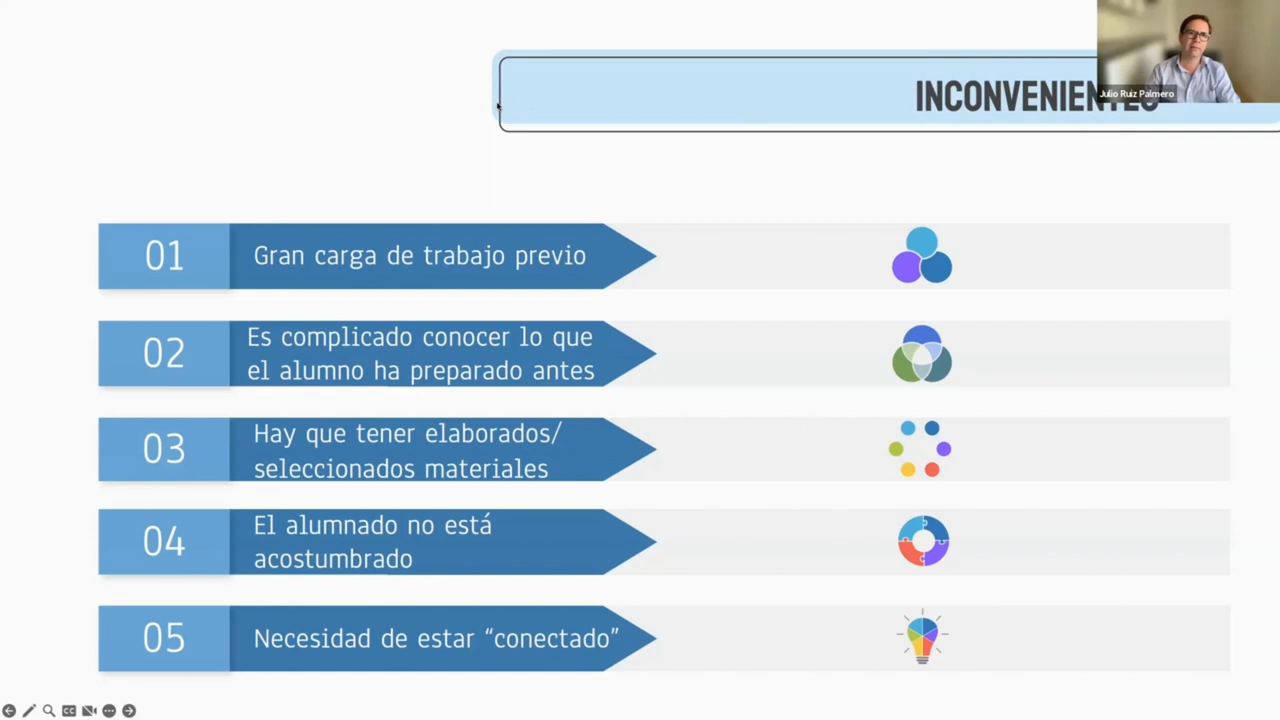 INCONVENIENTES
Julio Ruiz Palmero
01
Gran carga de trabajo previo
02
Es complicado conocer lo que
el alumno ha preparado antes
03
Hay que tener elaborados/
seleccionados materiales
04
El alumnado no está
acostumbrado
05
Necesidad de estar “conectado”
CC